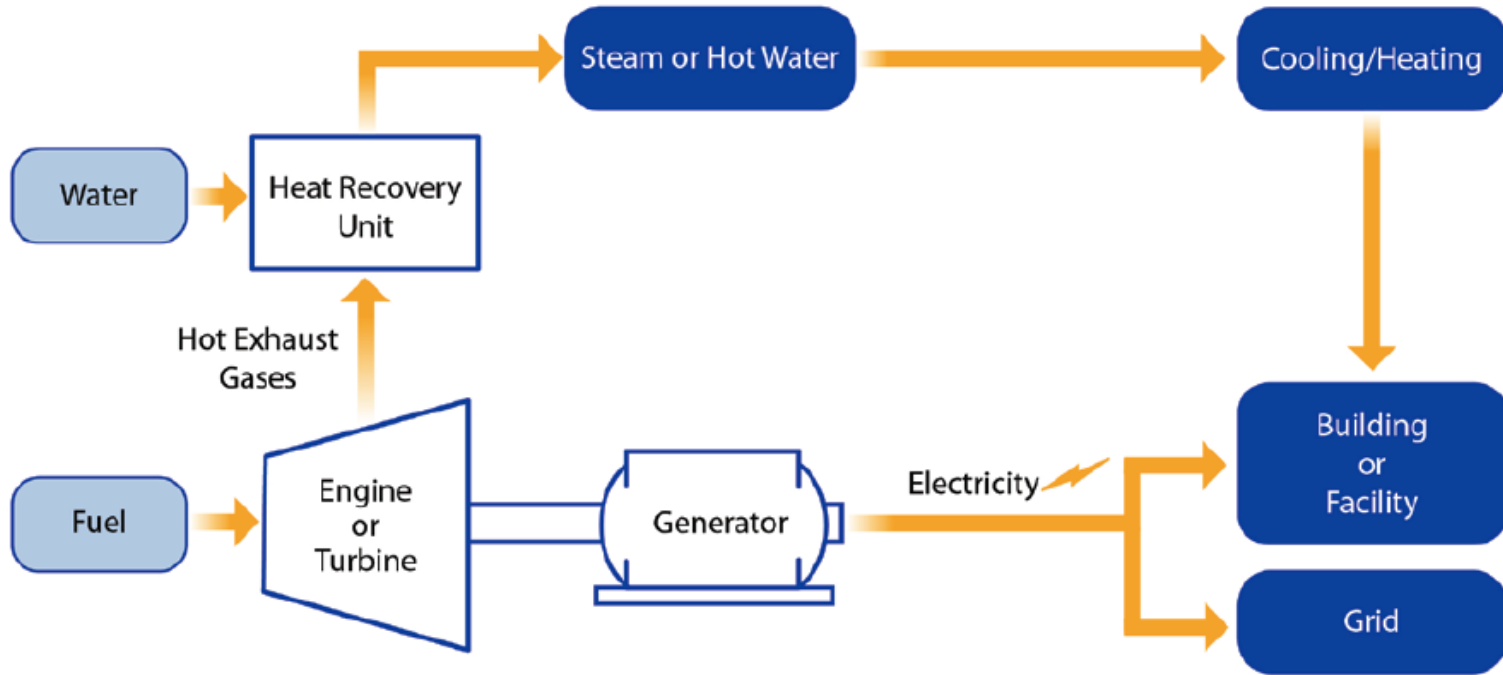 Steam or Hot Water
Cooling/Heating
Water
Heat Recovery
Unit
Hot Exhaust
Gases
Fuel
Engine
or
Turbine
Generator
Electricity
Building
or
Facility
Grid